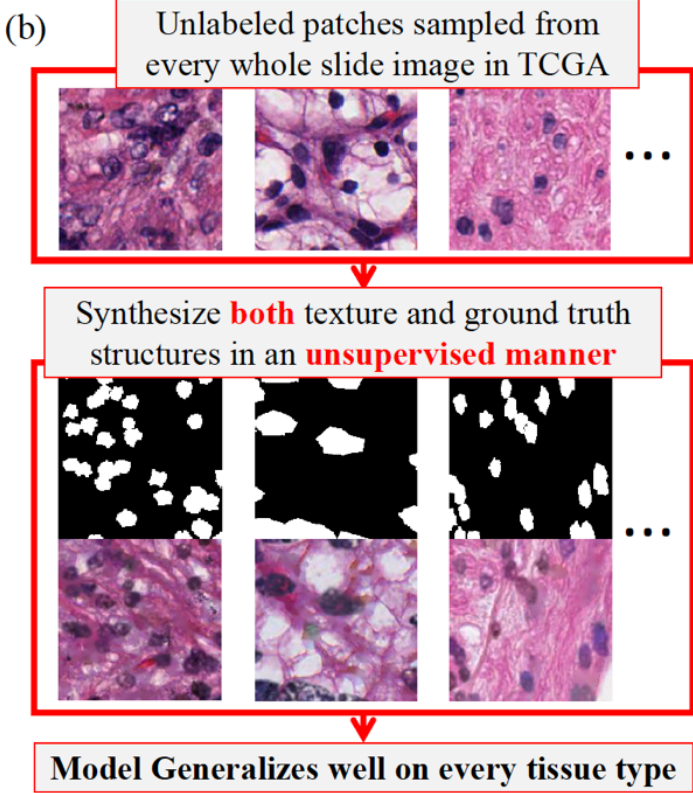 (b)
Unlabeled patches sampled from
every whole slide image in TCGA
...
Synthesize both texture and ground truth
structures in an unsupervised manner
...
Model Generalizes well on every tissue type